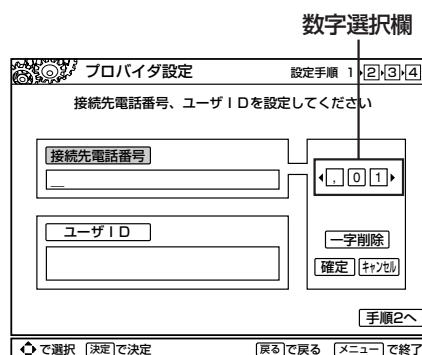 数字選択欄
プロバイダ設定 設定手順 1 2 3 4
接続先電話番号、ユーザIDを設定してください
接続先電話番号
, 0 1
ユーザID
一字削除
確定 キャンセル
手順2へ
で選択 決定で決定 戻るで戻る メニューで終了